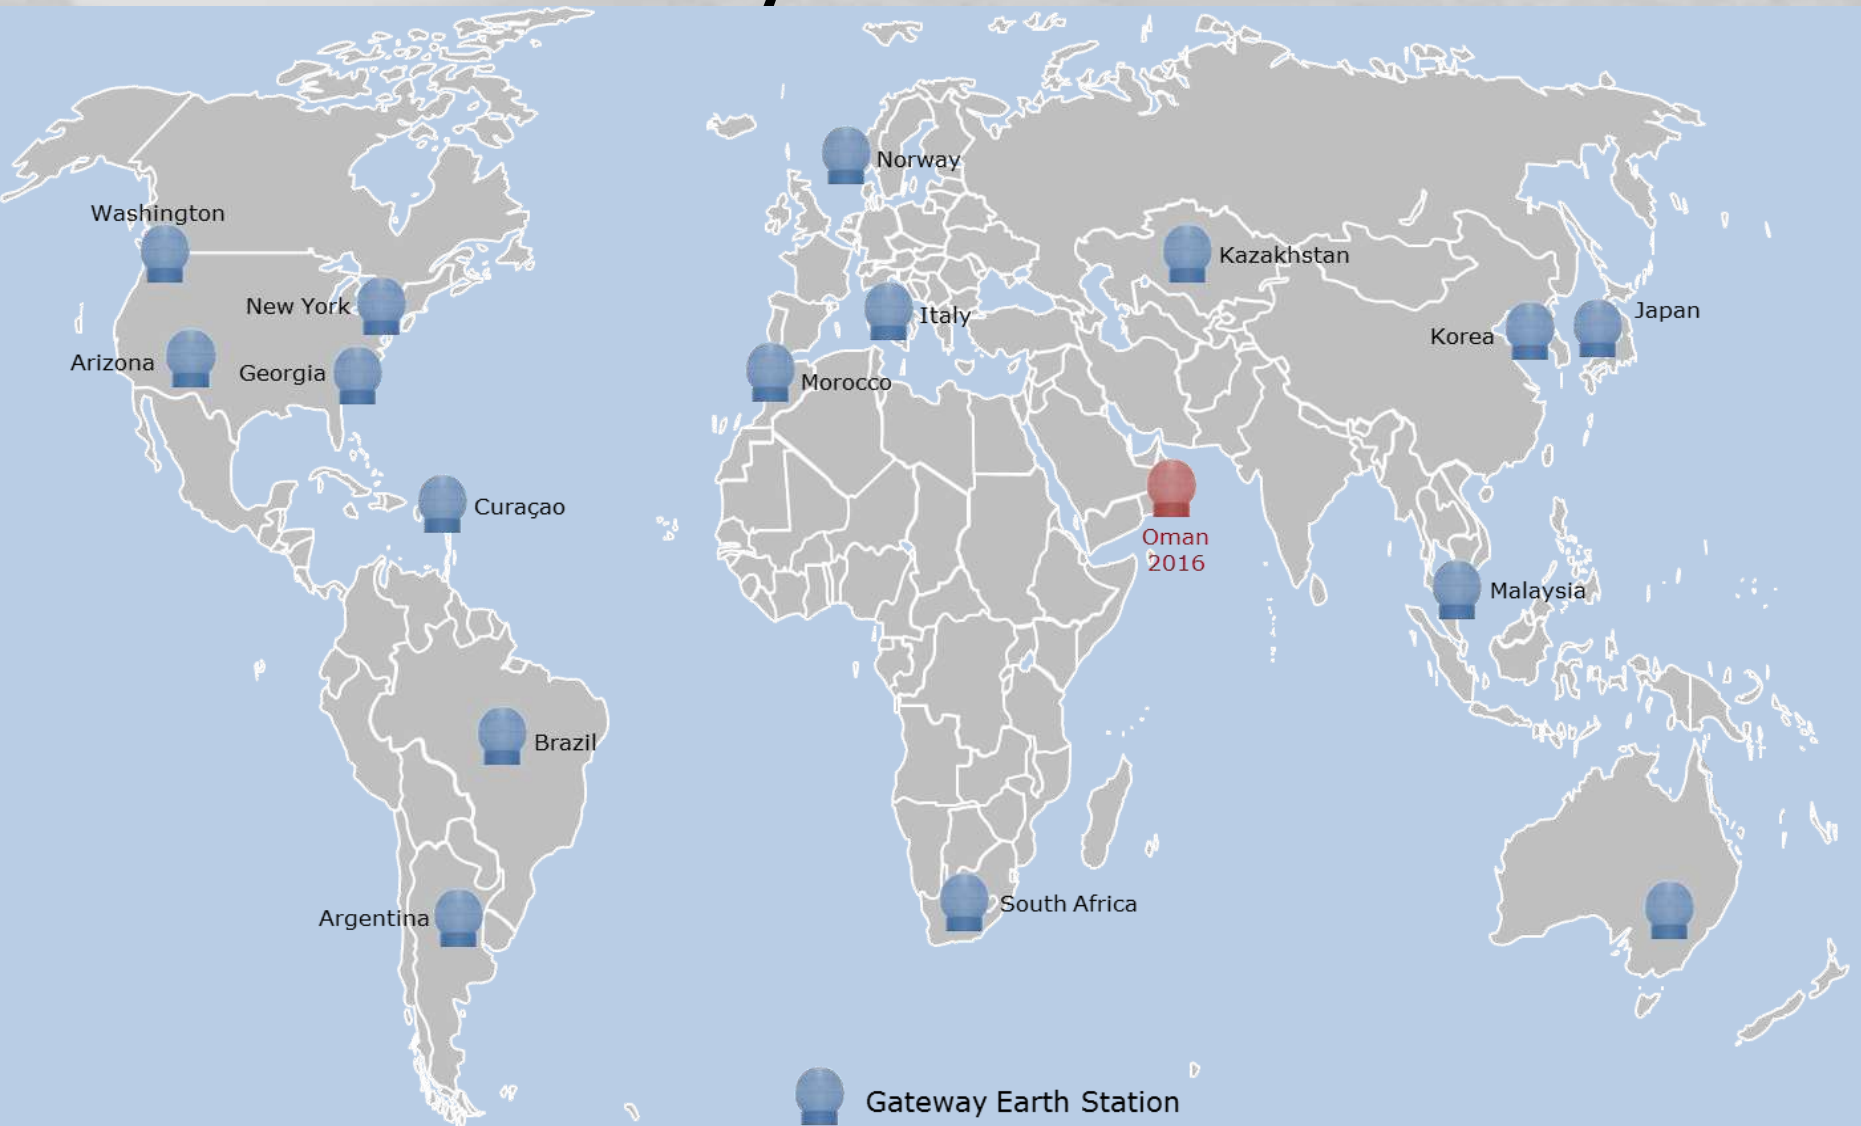 Norway
Washington
Kazakhstan
New York
Italy
Japan
Korea
Arizona
Georgia
Morocco
Curaçao
Oman
2016
Malaysia
Brazil
South Africa
Argentina
Gateway Earth Station